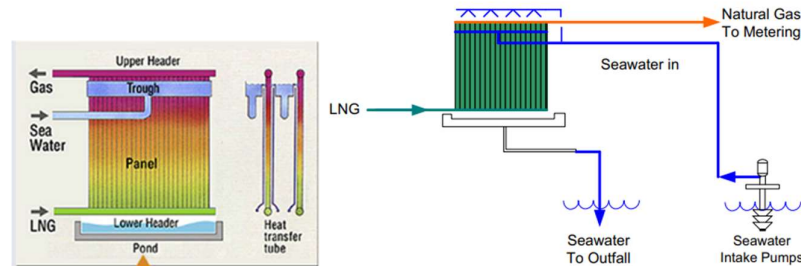 Upper Header
Gas
Trough
Sea
Water
Panel
LNG
Lower Header
Pond
Heat
transfer
tube
Natural Gas
To Metering
Seawater in
LNG
Seawater
To Outfall
Seawater
Intake Pumps